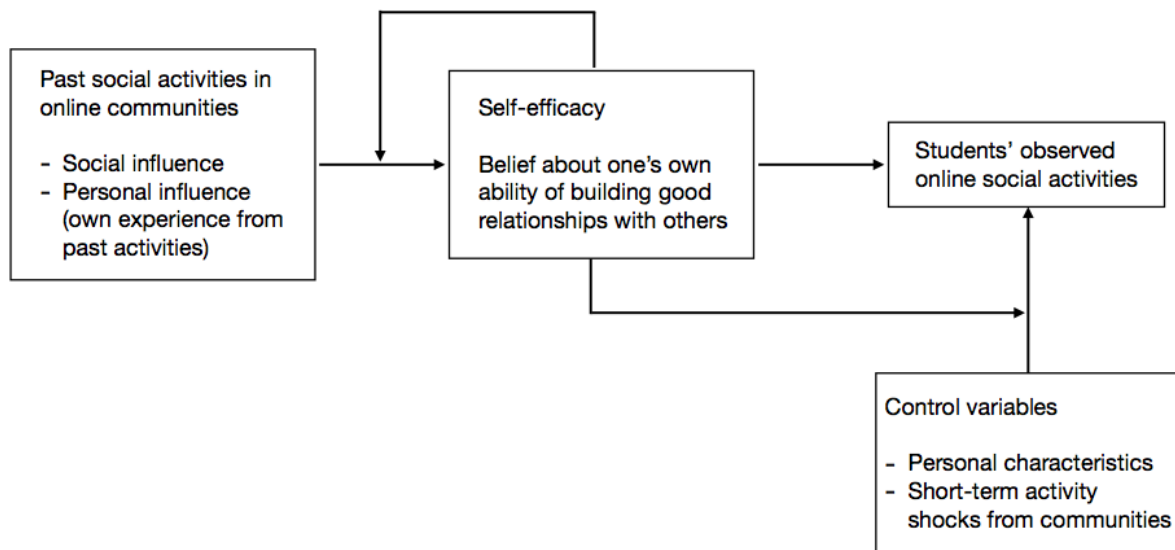 Past social activities in
online communities
- Social influence
- Personal influence
(own experience from
past activities)
Self-efficacy
Belief about one's own
ability of building good
relationships with others
Students' observed
online social activities
Control variables
- Personal characteristics
- Short-term activity
shocks from communities